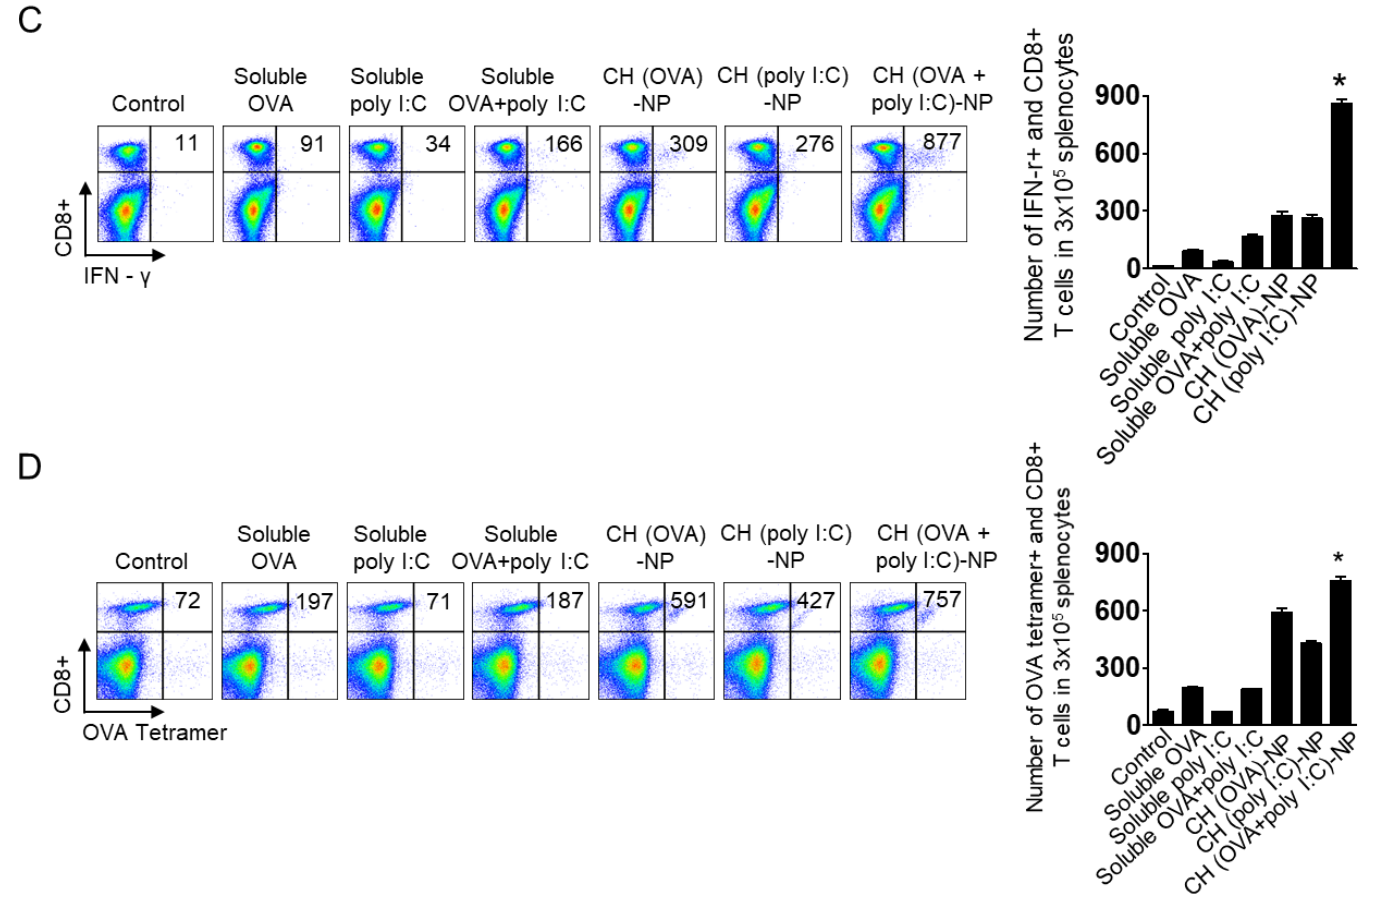 C
Control
Soluble
OVA
Soluble
poly I:C
Soluble
OVA+poly I:C
CH (OVA)
-NP
CH (poly I:C)
-NP
CH (OVA +
poly I:C)-NP
11
91
34
166
309
276
877
CD8+
IFN - γ
Number of IFN-r+ and CD8+
T cells in 3x10⁵ splenocytes
900
600
300
0
*
Control
Soluble OVA
Soluble poly I:C
Soluble OVA+poly I:C
CH (OVA)-NP
CH (poly I:C)-NP
D
Control
Soluble
OVA
Soluble
poly I:C
Soluble
OVA+poly I:C
CH (OVA)
-NP
CH (poly I:C)
-NP
CH (OVA +
poly I:C)-NP
72
197
71
187
591
427
757
CD8+
OVA Tetramer
Number of OVA tetramer+ and CD8+
T cells in 3x10⁵ splenocytes
900
600
300
0
*
Control
Soluble OVA
Soluble poly I:C
Soluble OVA+poly I:C
CH (OVA)-NP
CH (poly I:C)-NP
CH (OVA+poly I:C)-NP